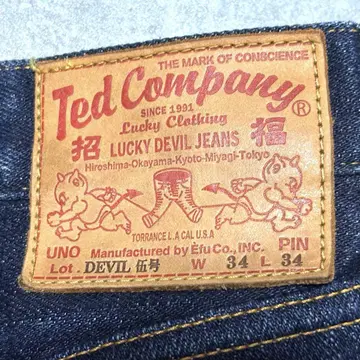 THE MARK OF CONSCIENCE
Ted Company®
SINCE 1991
Lucky Clothing
招 LUCKY DEVIL JEANS 福
Hiroshima-Okayama-Kyoto-Miyagi-Tokyo
TORRANCE L.A CAL U.S.A
UNO Manufactured by Efu Co., INC. PIN
Lot. DEVIL 伍号 W 34 L 34